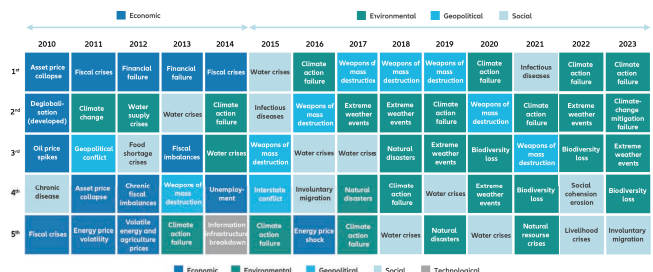 Economic
Environmental Geopolitical Social
2010 2011 2012 2013 2014 2015 2016 2017 2018 2019 2020 2021 2022 2023
1st
Asset price
collapse
Fiscal crises
Financial
failure
Financial
failure
Fiscal crises
Water crises
Climate
action
failure
Weapons of
mass
destruction
Weapons of
mass
destruction
Weapons of
mass
destruction
Climate
action
failure
Infectious
diseases
Climate
action
failure
Climate
action
failure
2nd
Deglobali-
sation
(developed)
Climate
change
Water
supply
crises
Water crises
Climate
action
failure
Infectious
diseases
Weapons of
mass
destruction
Extreme
weather
events
Extreme
weather
events
Climate
action
failure
Weapons of
mass
destruction
Climate
action
failure
Extreme
weather
events
Climate-
change
mitigation
failure
3rd
Oil price
spikes
Geopolitical
conflict
Food
shortage
crises
Fiscal
imbalances
Water crises
Weapons of
mass
destruction
Water crises
Water crises
Natural
disasters
Extreme
weather
events
Biodiversity
loss
Weapons of
mass
destruction
Biodiversity
loss
Extreme
weather
events
4th
Chronic
disease
Asset price
collapse
Chronic
fiscal
imbalances
Weapons of
mass
destruction
Unemploy-
ment
Interstate
conflict
Involuntary
migration
Natural
disasters
Climate
action
failure
Water crises
Extreme
weather
events
Biodiversity
loss
Social
cohension
erosion
Biodiversity
loss
5th
Fiscal crises
Energy price
volatility
Volatile
energy and
agriculture
prices
Climate
action
failure
Information
infrastructure
breakdown
Climate
action
failure
Energy price
shock
Climate
action
failure
Water crises
Natural
disasters
Water crises
Natural
resourse
crises
Livelihood
crises
Involuntary
migration
Economic Environmental Geopolitical Social Technological